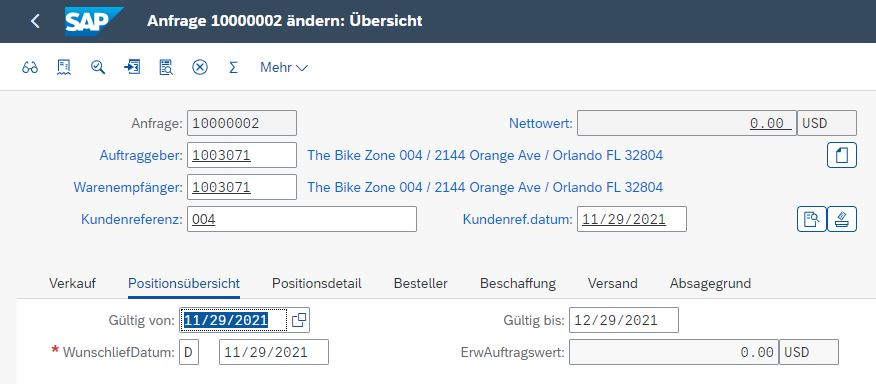 SAP Anfrage 10000002 ändern: Übersicht
Mehr
Anfrage: 10000002 Nettowert: 0.00 USD
Auftraggeber: 1003071 The Bike Zone 004 / 2144 Orange Ave / Orlando FL 32804
Warenempfänger: 1003071 The Bike Zone 004 / 2144 Orange Ave / Orlando FL 32804
Kundenreferenz: 004 Kundenref.datum: 11/29/2021
Verkauf Positionsübersicht Positionsdetail Besteller Beschaffung Versand Absagegrund
Gültig von: 11/29/2021 Gültig bis: 12/29/2021
* WunschliefDatum: D 11/29/2021 ErwAuftragswert: 0.00 USD